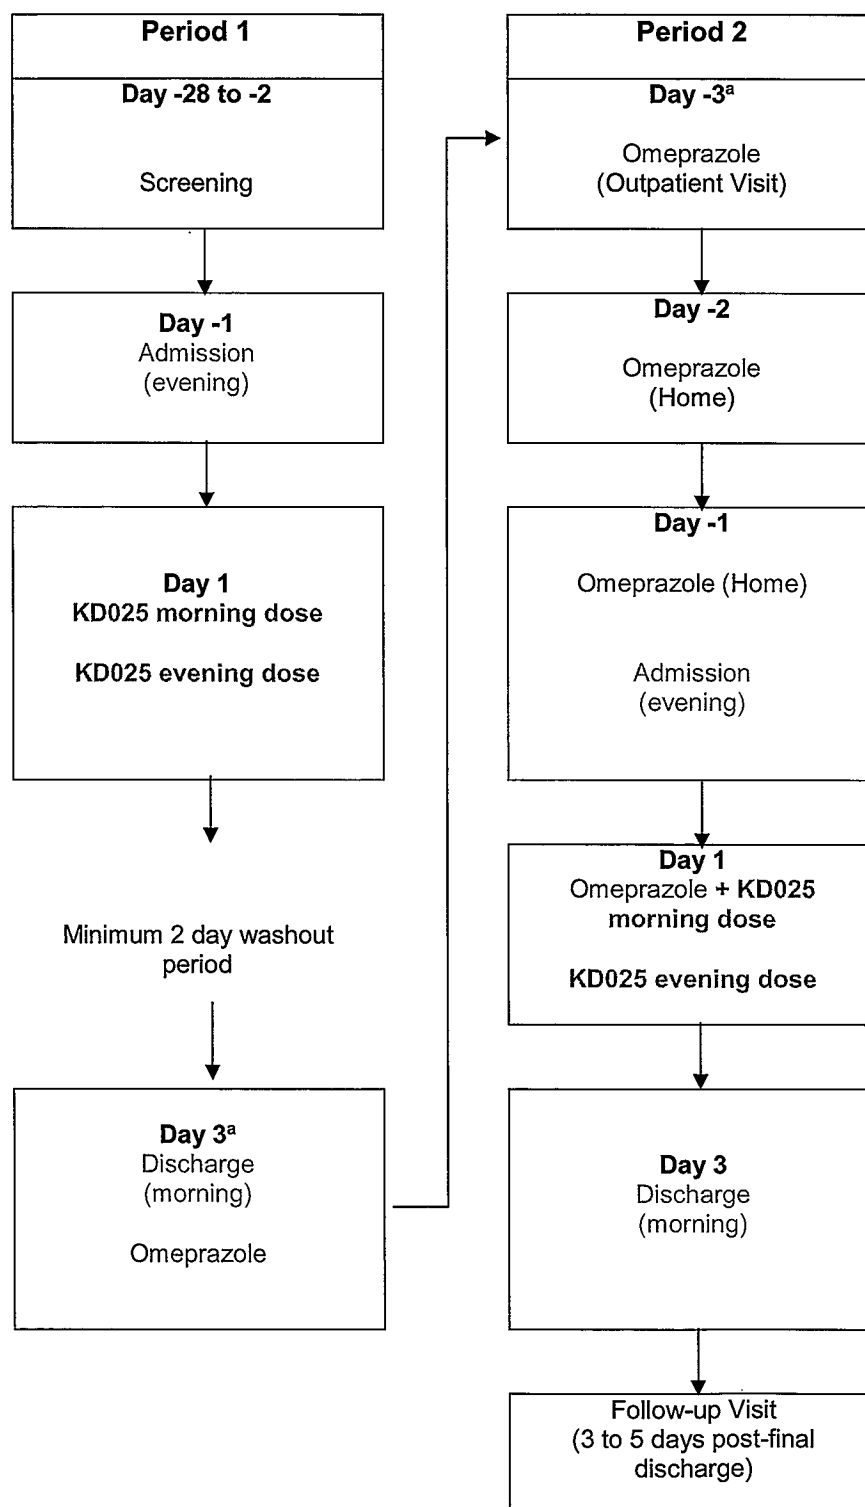 Period 1
Day -28 to -2
Screening
Day -1
Admission
(evening)
Day 1
KD025 morning dose
KD025 evening dose
Minimum 2 day washout
period
Day 3ᵃ
Discharge
(morning)
Omeprazole
Period 2
Day -3ᵃ
Omeprazole
(Outpatient Visit)
Day -2
Omeprazole
(Home)
Day -1
Omeprazole (Home)
Admission
(evening)
Day 1
Omeprazole + KD025
morning dose
KD025 evening dose
Day 3
Discharge
(morning)
Follow-up Visit
(3 to 5 days post-final
discharge)